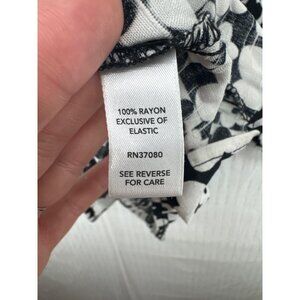 100% RAYON
EXCLUSIVE OF
ELASTIC
RN37080
SEE REVERSE
FOR CARE